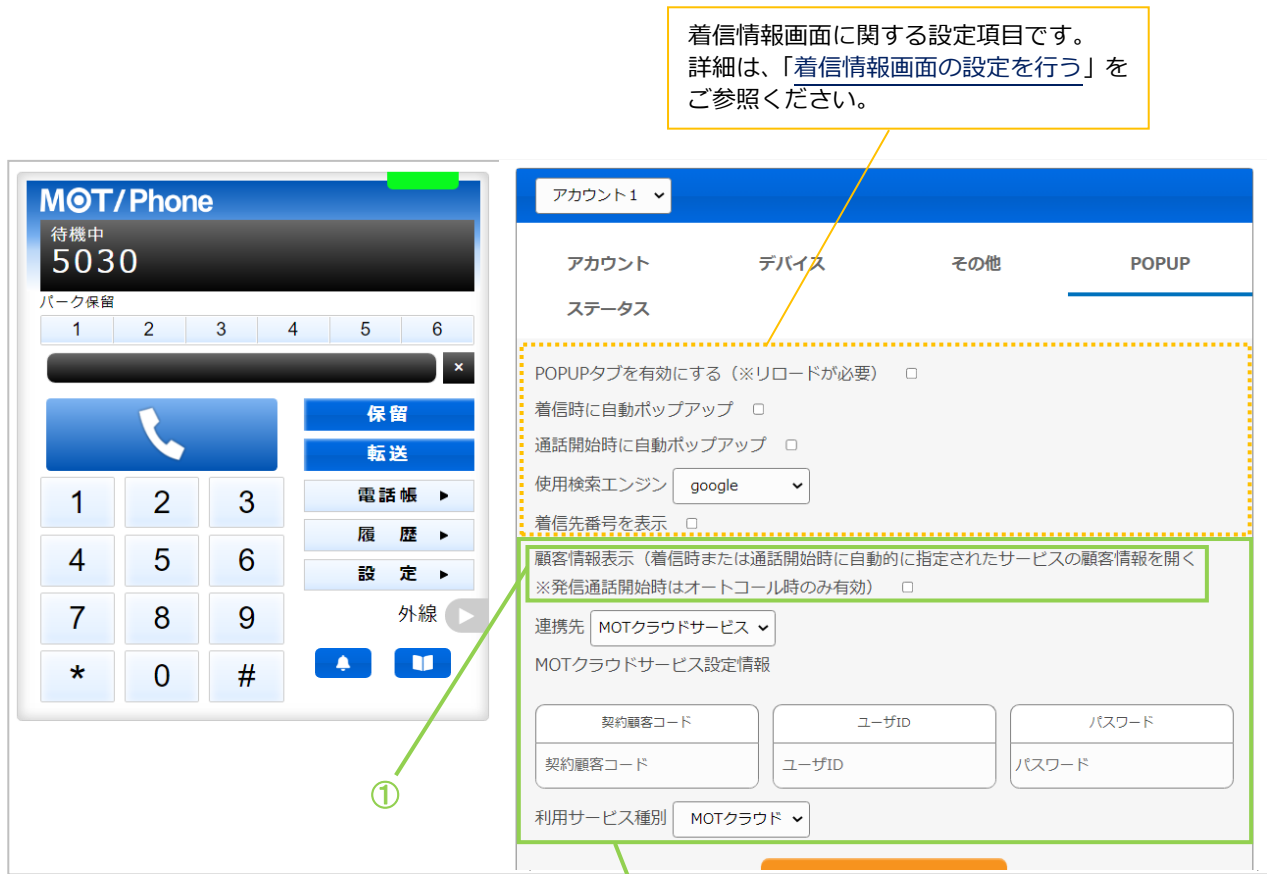 着信情報画面に関する設定項目です。
詳細は、「着信情報画面の設定を行う」を
ご参照ください。
MOT/Phone
待機中
5030
パーク保留
1 2 3 4 5 6
×
保留
転送
電話帳 ▶
履 歴 ▶
設 定 ▶
1 2 3
4 5 6
7 8 9
* 0 #
外線
①
アカウント1
アカウント デバイス その他 POPUP
ステータス
POPUPタブを有効にする（※リロードが必要）
着信時に自動ポップアップ
通話開始時に自動ポップアップ
使用検索エンジン google
着信先番号を表示
顧客情報表示（着信時または通話開始時に自動的に指定されたサービスの顧客情報を開く
※発信通話開始時はオートコール時のみ有効）
連携先 MOTクラウドサービス
MOTクラウドサービス設定情報
契約顧客コード ユーザID パスワード
契約顧客コード ユーザID パスワード
利用サービス種別 MOTクラウド